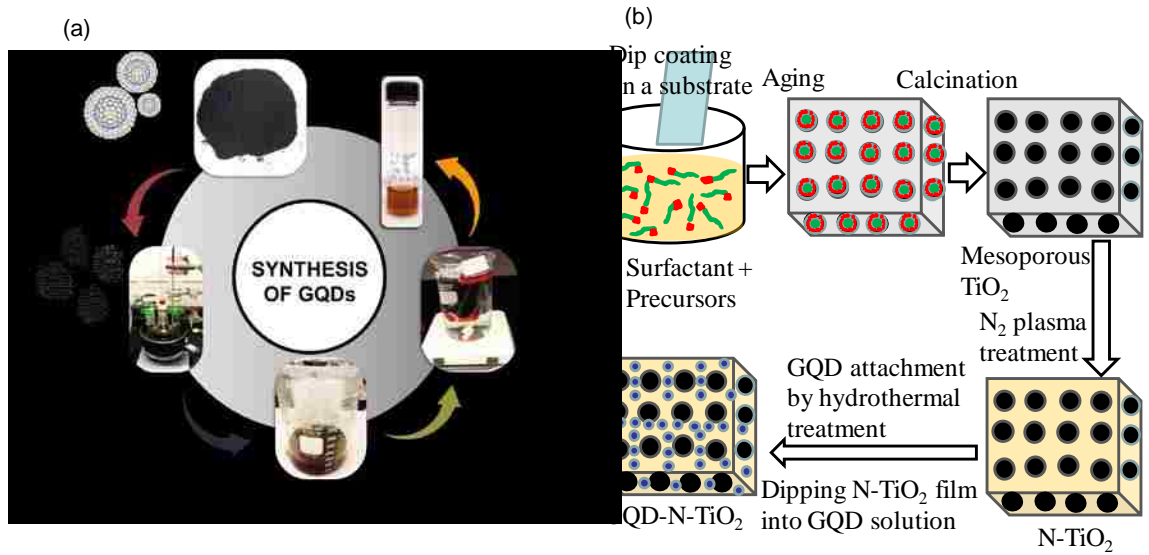 (a)
SYNTHESIS
OF GQDs
(b)
Dip coating
n a substrate
Aging
Calcination
Surfactant +
Precursors
Mesoporous
TiO₂
N₂ plasma
treatment
GQD attachment
by hydrothermal
treatment
Dipping N-TiO₂ film
into GQD solution
QD-N-TiO₂
N-TiO₂